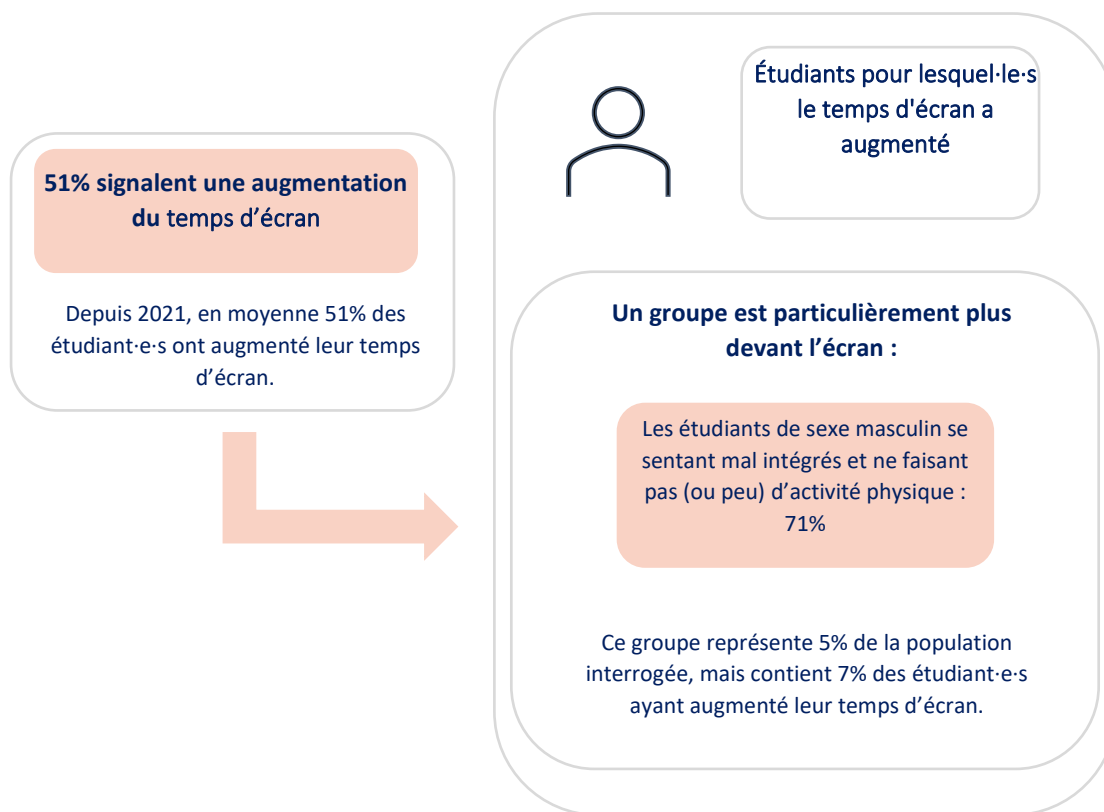 51% signalent une augmentation
du temps d’écran
Depuis 2021, en moyenne 51% des
étudiant·e·s ont augmenté leur temps
d’écran.
Étudiants pour lesquel·le·s
le temps d'écran a
augmenté
Un groupe est particulièrement plus
devant l’écran :
Les étudiants de sexe masculin se
sentant mal intégrés et ne faisant
pas (ou peu) d’activité physique :
71%
Ce groupe représente 5% de la population
interrogée, mais contient 7% des étudiant·e·s
ayant augmenté leur temps d’écran.